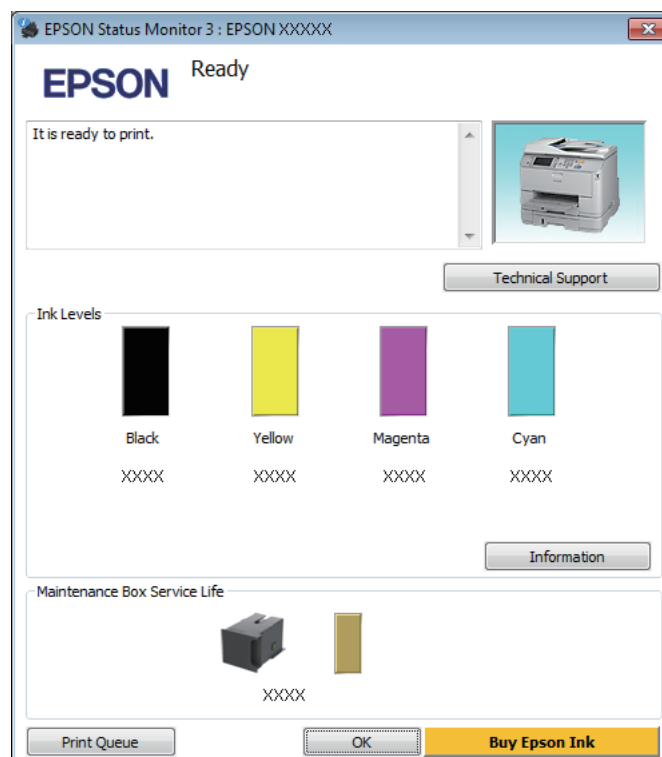 EPSON Status Monitor 3 : EPSON XXXXX
EPSON
Ready
It is ready to print.
Technical Support
Ink Levels
Black Yellow Magenta Cyan
XXXX XXXX XXXX XXXX
Information
Maintenance Box Service Life
XXXX
Print Queue OK Buy Epson Ink